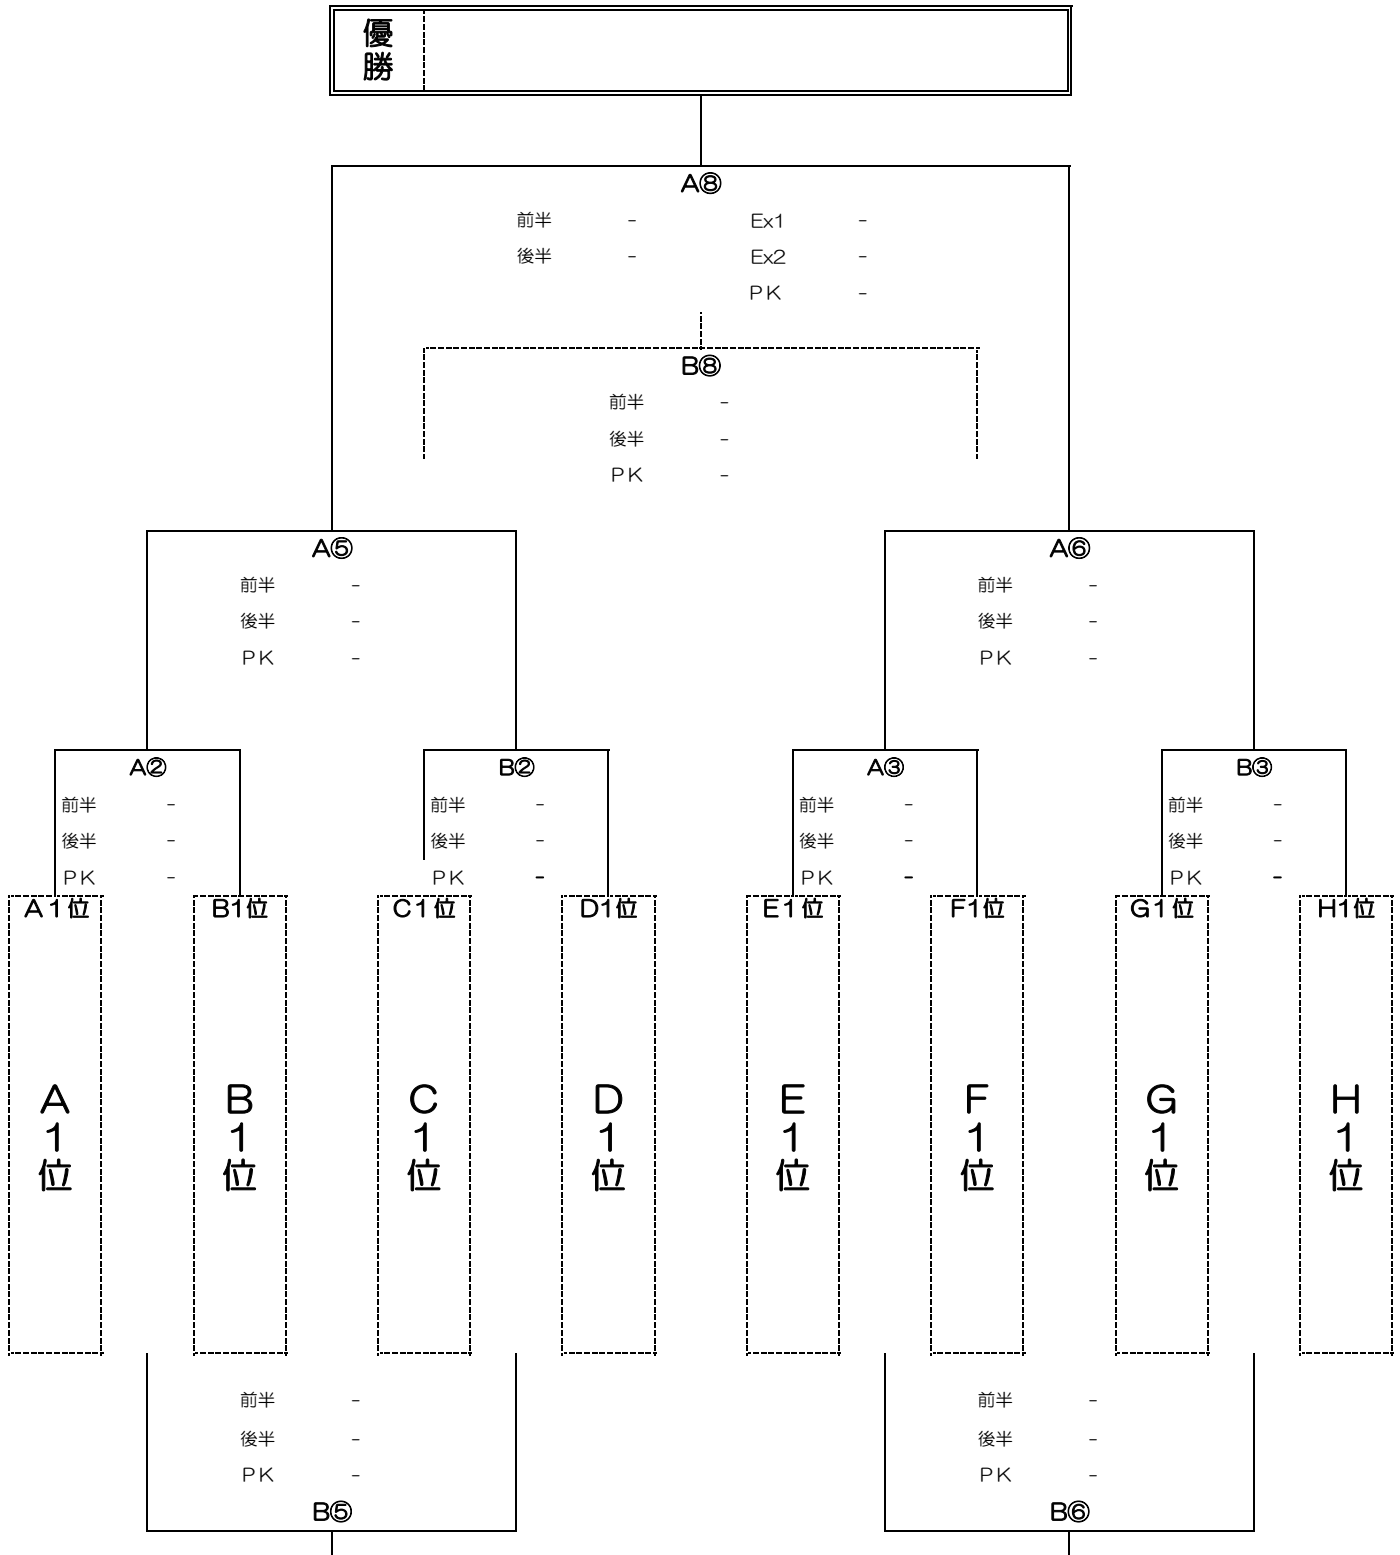 優
勝
A⑧
前半 - Ex1 -
後半 - Ex2 -
PK -
B⑧
前半 -
後半 -
PK -
A⑤ A⑥
前半 - 前半 -
後半 - 後半 -
PK - PK -
A② B② A③ B③
前半 - 前半 - 前半 - 前半 -
後半 - 後半 - 後半 - 後半 -
PK - PK - PK - PK -
A1位 B1位 C1位 D1位 E1位 F1位 G1位 H1位
A B C D E F G H
1 1 1 1 1 1 1 1
位 位 位 位 位 位 位 位
前半 - 前半 -
後半 - 後半 -
PK - PK -
B⑤ B⑥